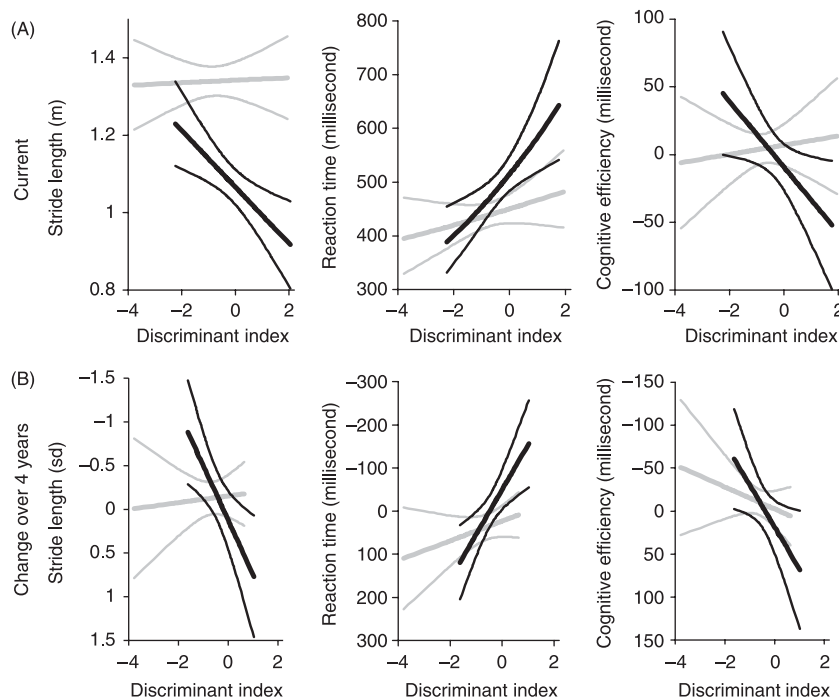 (A)
Current
Stride length (m)
1.4
1.2
1
0.8
−4 −2 0 2
Discriminant index
Reaction time (millisecond)
800
700
600
500
400
300
−4 −2 0 2
Discriminant index
Cognitive efficiency (millisecond)
100
50
0
−50
−100
−4 −2 0 2
Discriminant index
(B)
Change over 4 years
Stride length (sd)
−1.5
−1
−0.5
0
0.5
1
1.5
−4 −2 0 2
Discriminant index
Reaction time (millisecond)
−300
−200
−100
0
100
200
300
−4 −2 0 2
Discriminant index
Cognitive efficiency (millisecond)
−150
−100
−50
0
50
100
150
−4 −2 0 2
Discriminant index